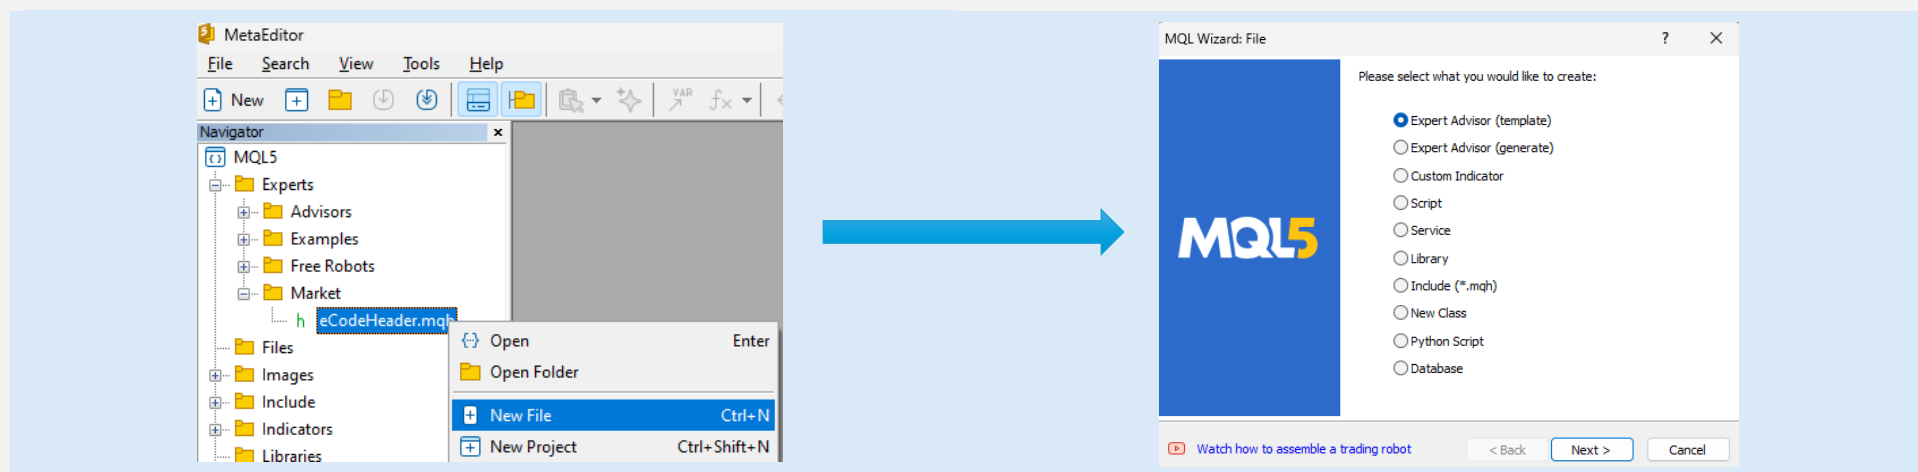 MetaEditor
File Search View Tools Help
New VAR
Navigator
MQL5
Experts
Advisors
Examples
Free Robots
Market
h eCodeHeader.mqh
Files
Images
Include
Indicators
Libraries
Open Enter
Open Folder
New File Ctrl+N
New Project Ctrl+Shift+N
MQL Wizard: File ?
Please select what you would like to create:
Expert Advisor (template)
Expert Advisor (generate)
Custom Indicator
Script
Service
Library
Include (*.mqh)
New Class
Python Script
Database
MQL5
Watch how to assemble a trading robot
< Back Next > Cancel